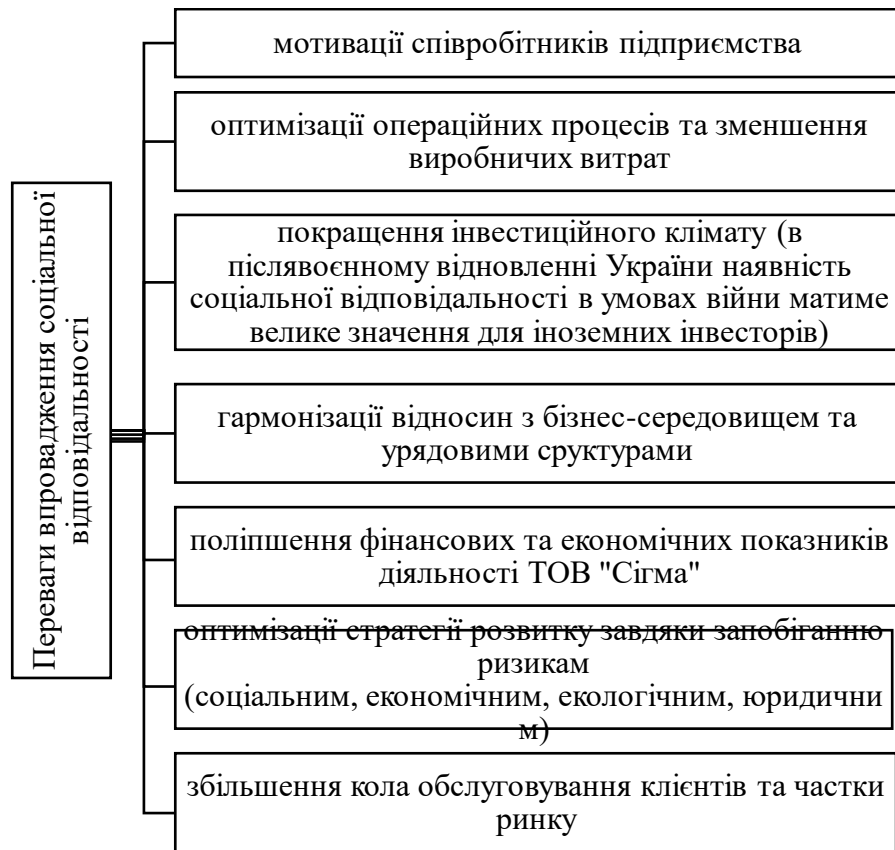 Переваги впровадження соціальної
відповідальності
мотивації співробітників підприємства
оптимізації операційних процесів та зменшення
виробничих витрат
покращення інвестиційного клімату (в
післявоєнному відновленні України наявність
соціальної відповідальності в умовах війни матиме
велике значення для іноземних інвесторів)
гармонізації відносин з бізнес-середовищем та
урядовими сруктурами
поліпшення фінансових та економічних показників
діяльності ТОВ "Сігма"
оптимізації стратегії розвитку завдяки запобіганню
ризикам
(соціальним, економічним, екологічним, юридични
м)
збільшення кола обслуговування клієнтів та частки
ринку